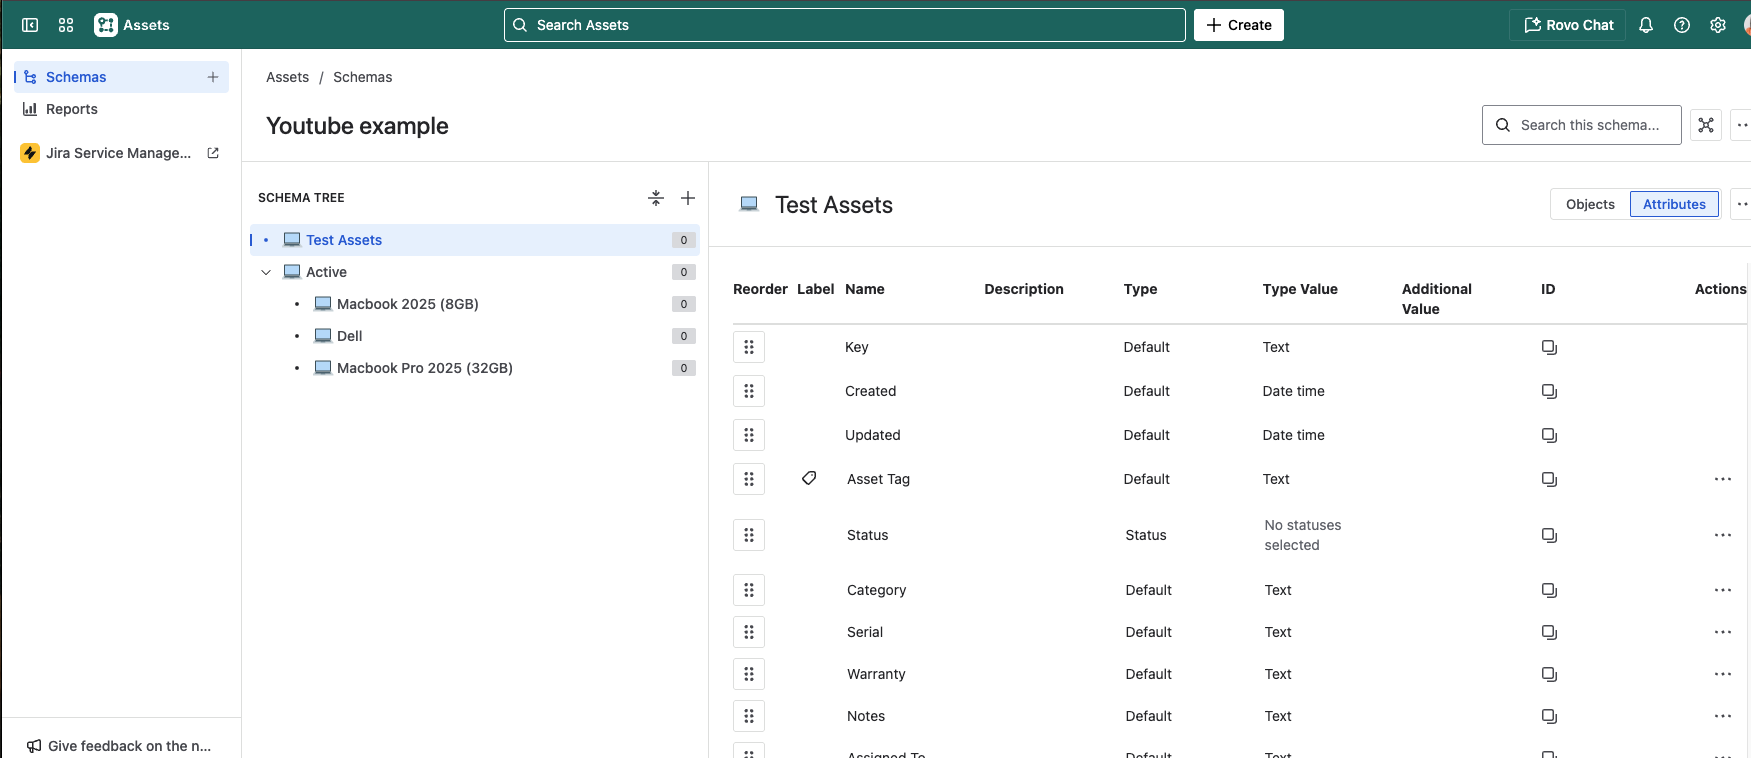 Assets
Search Assets
Create
Rovo Chat
Schemas
Reports
Jira Service Manage...
Give feedback on the n...
Assets / Schemas
Youtube example
Search this schema...
SCHEMA TREE
Test Assets 0
Active 0
Macbook 2025 (8GB) 0
Dell 0
Macbook Pro 2025 (32GB) 0
Test Assets
Objects Attributes
Reorder Label Name Description Type Type Value Additional Value ID Actions
Key Default Text
Created Default Date time
Updated Default Date time
Asset Tag Default Text
Status Status No statuses selected
Category Default Text
Serial Default Text
Warranty Default Text
Notes Default Text
Assigned To Default Text